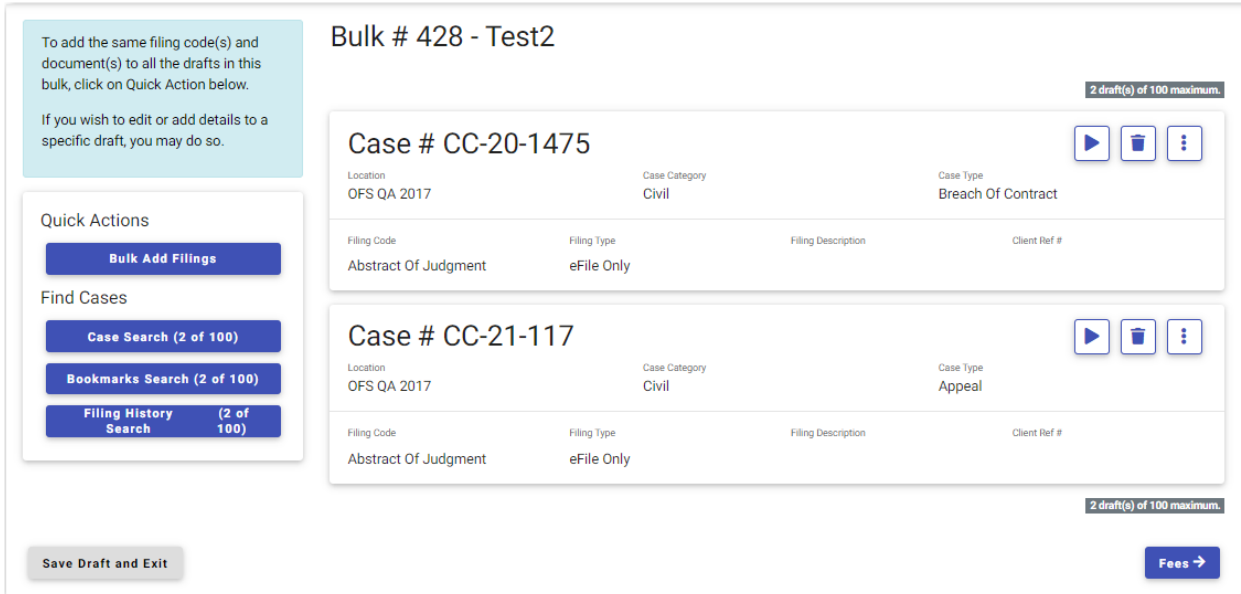 To add the same filing code(s) and
document(s) to all the drafts in this
bulk, click on Quick Action below.
If you wish to edit or add details to a
specific draft, you may do so.
Quick Actions
Bulk Add Filings
Find Cases
Case Search (2 of 100)
Bookmarks Search (2 of 100)
Filing History Search (2 of 100)
Save Draft and Exit
Bulk # 428 - Test2
2 draft(s) of 100 maximum.
Case # CC-20-1475
Location Case Category Case Type
OFS QA 2017 Civil Breach Of Contract
Filing Code Filing Type Filing Description Client Ref #
Abstract Of Judgment eFile Only
Case # CC-21-117
Location Case Category Case Type
OFS QA 2017 Civil Appeal
Filing Code Filing Type Filing Description Client Ref #
Abstract Of Judgment eFile Only
2 draft(s) of 100 maximum.
Fees